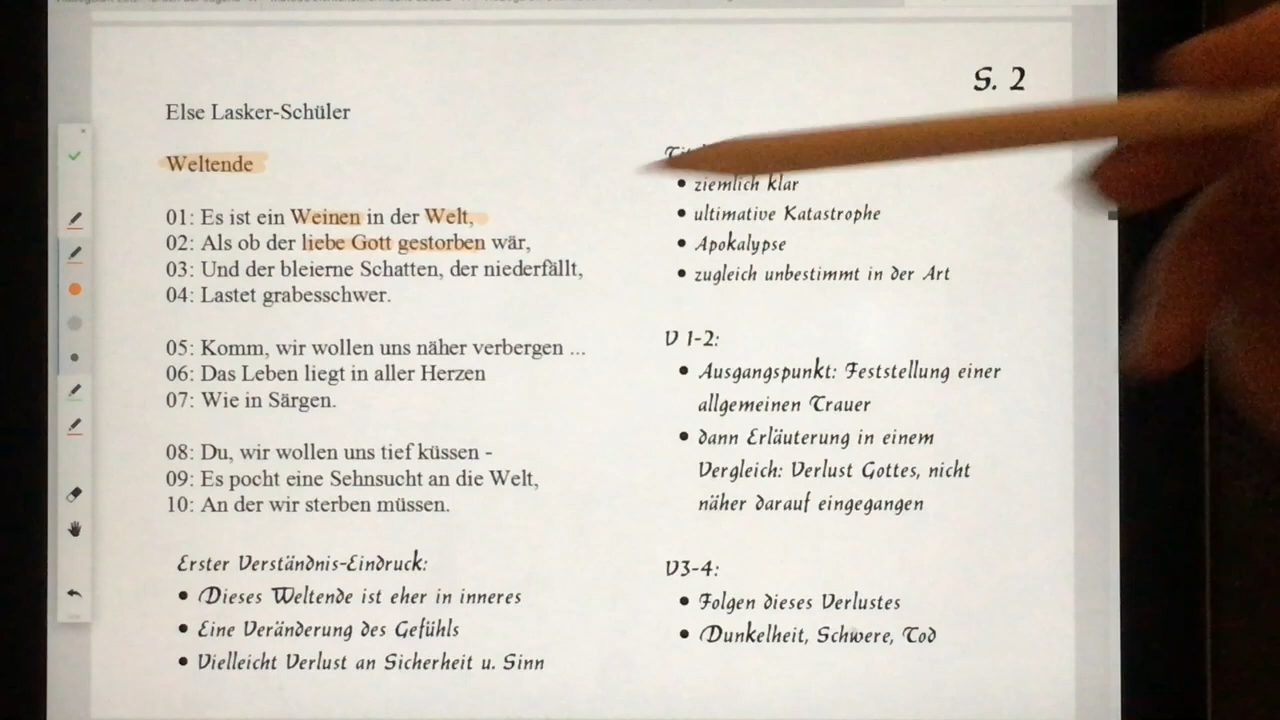 S. 2
Else Lasker-Schüler
Weltende
01: Es ist ein Weinen in der Welt,
02: Als ob der liebe Gott gestorben wär,
03: Und der bleierne Schatten, der niederfällt,
04: Lastet grabesschwer.
05: Komm, wir wollen uns näher verbergen ...
06: Das Leben liegt in aller Herzen
07: Wie in Särgen.
08: Du, wir wollen uns tief küssen -
09: Es pocht eine Sehnsucht an die Welt,
10: An der wir sterben müssen.
Erster Verständnis-Eindruck:
• Dieses Weltende ist eher in inneres
• Eine Veränderung des Gefühls
• Vielleicht Verlust an Sicherheit u. Sinn
• ziemlich klar
• ultimative Katastrophe
• Apokalypse
• zugleich unbestimmt in der Art
V 1-2:
• Ausgangspunkt: Feststellung einer
allgemeinen Trauer
• dann Erläuterung in einem
Vergleich: Verlust Gottes, nicht
näher darauf eingegangen
V3-4:
• Folgen dieses Verlustes
• Dunkelheit, Schwere, Tod